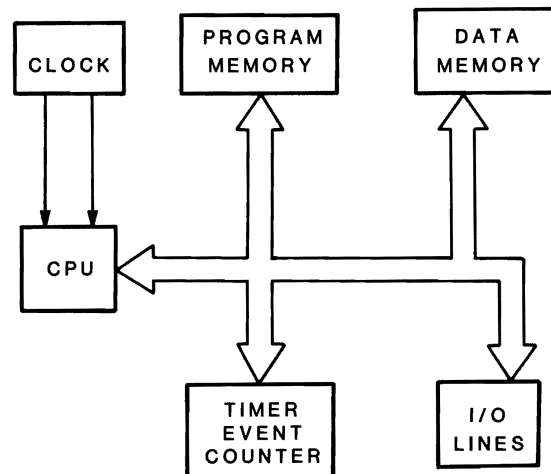 CLOCK
PROGRAM
MEMORY
DATA
MEMORY
CPU
TIMER
EVENT
COUNTER
I/O
LINES